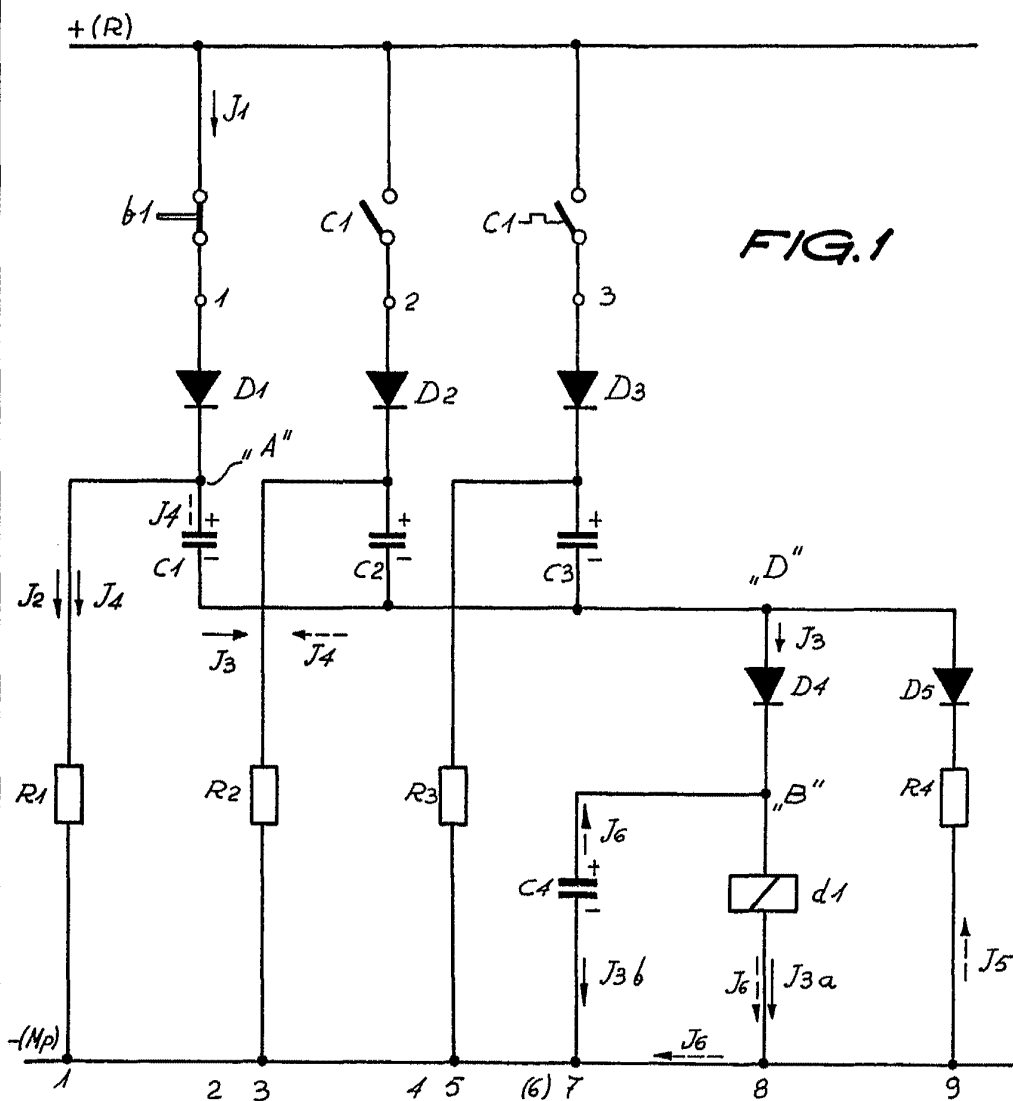 +(R)
J1
b1
C1
C1
FIG.1
1
2
3
D1
D2
D3
„A"
J4
+
+
+
C1
-
C2
-
C3
-
„D"
J2
J4
J3
J4
J3
D4
D5
R1
R2
R3
„B"
R4
J6
+
C4
-
d1
J3b
J6
J3a
J5
-(Mp)
J6
1
2
3
4
5
(6)
7
8
9